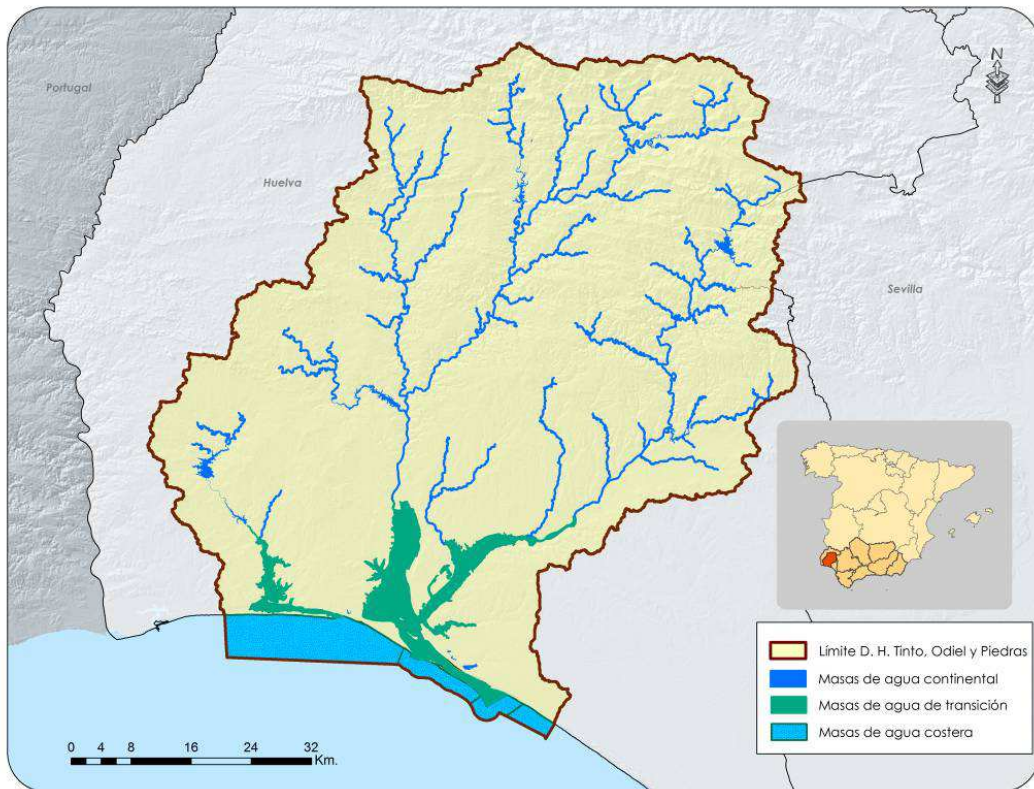 N
Portugal
Huelva
Sevilla
Límite D. H. Tinto, Odiel y Piedras
Masas de agua continental
Masas de agua de transición
Masas de agua costera
0 4 8 16 24 32
Km.